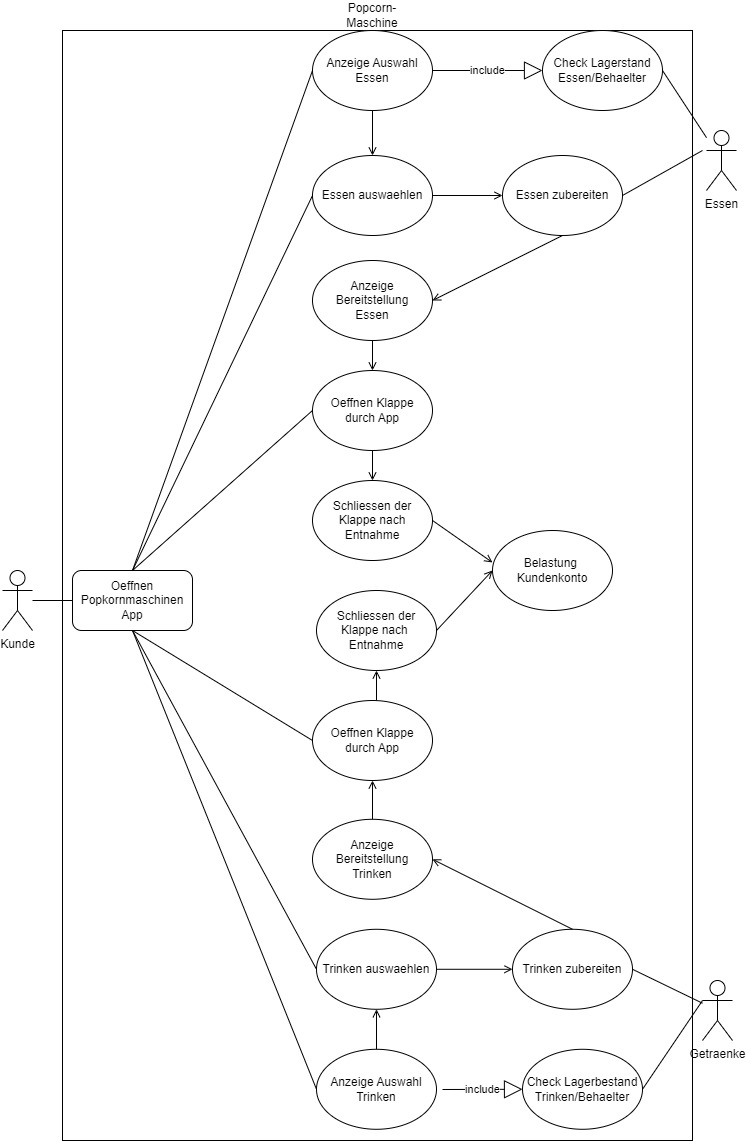 Popcorn-
Maschine
Anzeige Auswahl
Essen
include
Check Lagerstand
Essen/Behaelter
Essen auswaehlen
Essen zubereiten
Essen
Anzeige
Bereitstellung
Essen
Oeffnen Klappe
durch App
Schliessen der
Klappe nach
Entnahme
Belastung
Kundenkonto
Oeffnen
Popkornmaschinen
App
Kunde
Schliessen der
Klappe nach
Entnahme
Oeffnen Klappe
durch App
Anzeige
Bereitstellung
Trinken
Trinken auswaehlen
Trinken zubereiten
Getraenke
Anzeige Auswahl
Trinken
include
Check Lagerbestand
Trinken/Behaelter